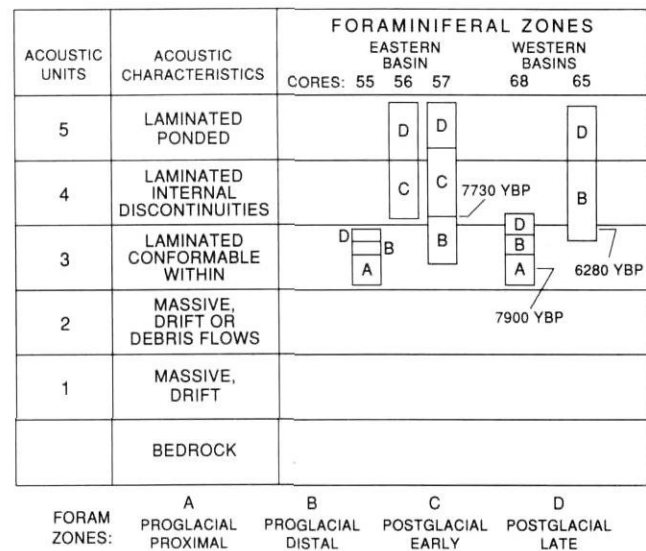 FORAMINIFERAL ZONES
ACOUSTIC UNITS
ACOUSTIC CHARACTERISTICS
EASTERN BASIN
WESTERN BASINS
CORES: 55 56 57 68 65
5
LAMINATED
PONDED
D
D
D
4
LAMINATED
INTERNAL
DISCONTINUITIES
C
C
7730 YBP
B
D
3
LAMINATED
CONFORMABLE
WITHIN
D
B
A
B
B
A
6280 YBP
7900 YBP
2
MASSIVE,
DRIFT OR
DEBRIS FLOWS
1
MASSIVE,
DRIFT
BEDROCK
FORAM
ZONES:
A
PROGLACIAL
PROXIMAL
B
PROGLACIAL
DISTAL
C
POSTGLACIAL
EARLY
D
POSTGLACIAL
LATE